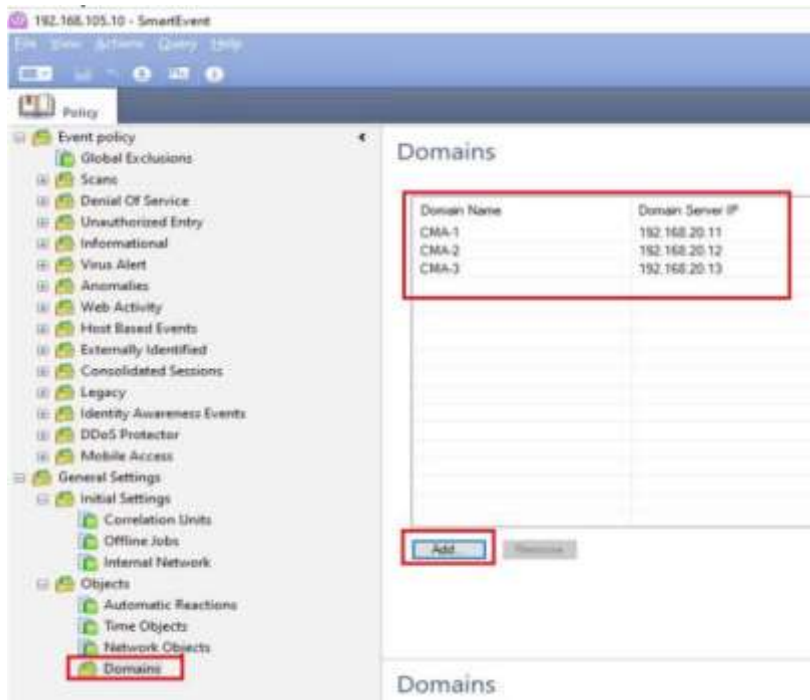 192.168.105.10 - SmartEvent
File View Actions Query Help
Policy
Event policy
Global Exclusions
Scans
Denial Of Service
Unauthorized Entry
Informational
Virus Alert
Anomalies
Web Activity
Host Based Events
Externally Identified
Consolidated Sessions
Legacy
Identity Awareness Events
DDoS Protector
Mobile Access
General Settings
Initial Settings
Correlation Units
Offline Jobs
Internal Network
Objects
Automatic Reactions
Time Objects
Network Objects
Domains
Domains
Domain Name Domain Server IP
CMA-1 192.168.20.11
CMA-2 192.168.20.12
CMA-3 192.168.20.13
Add... Remove
Domains